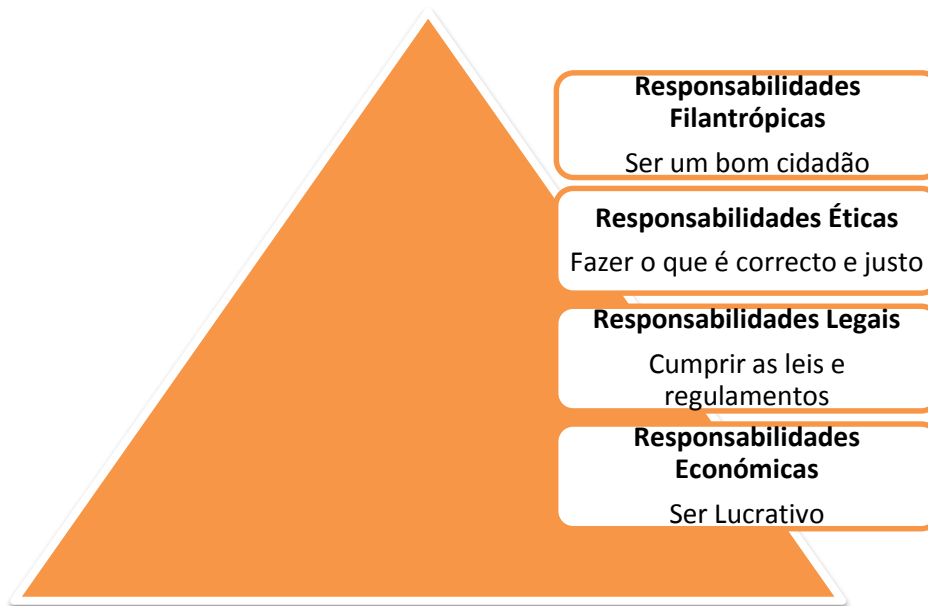 Responsabilidades
Filantrópicas
Ser um bom cidadão
Responsabilidades Éticas
Fazer o que é correcto e justo
Responsabilidades Legais
Cumprir as leis e
regulamentos
Responsabilidades
Económicas
Ser Lucrativo